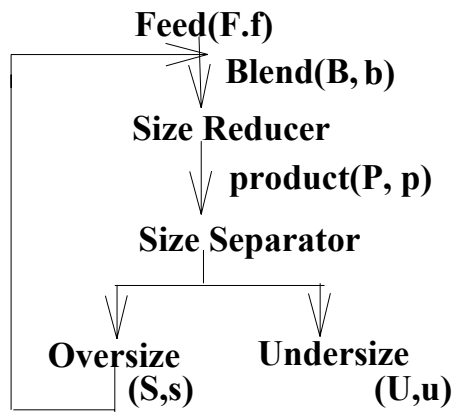 Feed(F.f)
Blend(B, b)
Size Reducer
product(P, p)
Size Separator
Oversize
(S,s)
Undersize
(U,u)